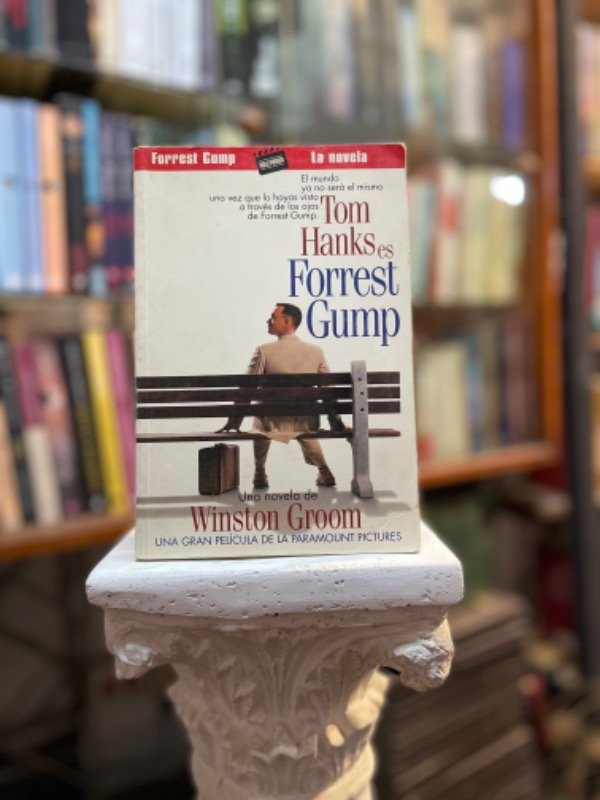 Forrest Gump La novela
El mundo
ya no será el mismo
una vez que lo hayas visto
a través de los ojos
de Forrest Gump.
Tom
Hanks es
Forrest
Gump
Una novela de
Winston Groom
UNA GRAN PELÍCULA DE LA PARAMOUNT PICTURES